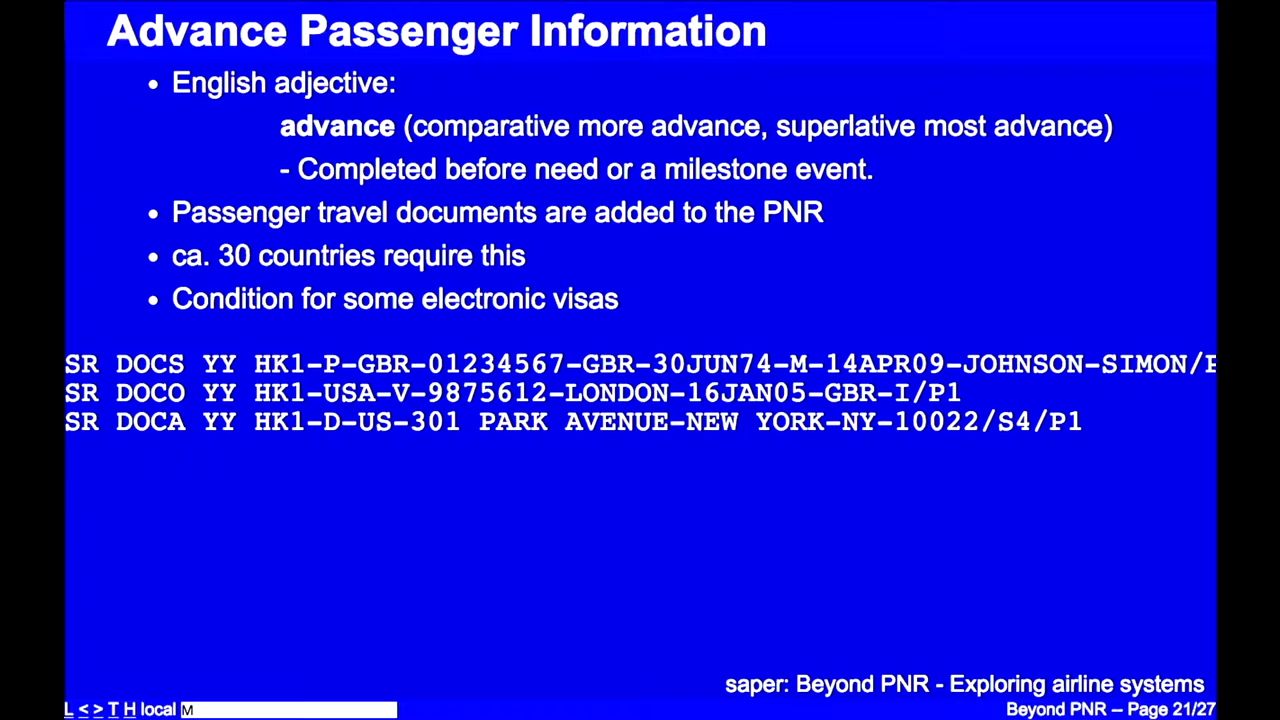 Advance Passenger Information
• English adjective:
advance (comparative more advance, superlative most advance)
- Completed before need or a milestone event.
• Passenger travel documents are added to the PNR
• ca. 30 countries require this
• Condition for some electronic visas
SR DOCS YY HK1-P-GBR-01234567-GBR-30JUN74-M-14APR09-JOHNSON-SIMON/P
SR DOCO YY HK1-USA-V-9875612-LONDON-16JAN05-GBR-I/P1
SR DOCA YY HK1-D-US-301 PARK AVENUE-NEW YORK-NY-10022/S4/P1
saper: Beyond PNR - Exploring airline systems
L < > T H local M
Beyond PNR -- Page 21/27